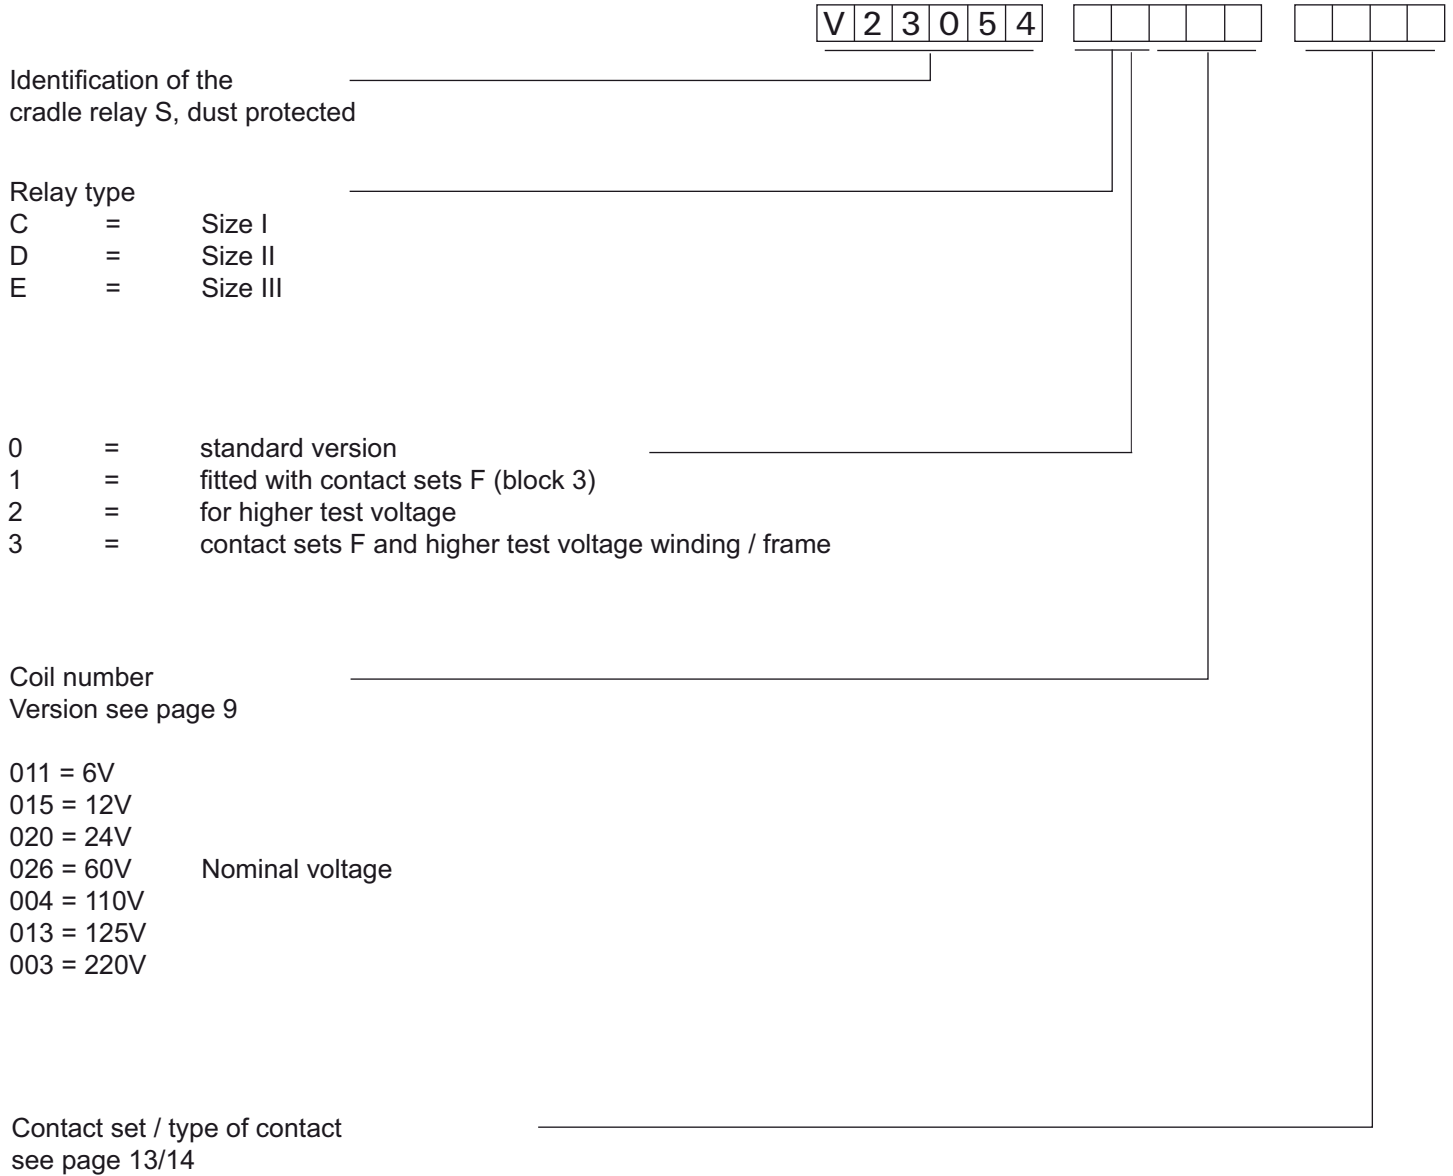 V23054
Identification of the
cradle relay S, dust protected
Relay type
C = Size I
D = Size II
E = Size III
0 = standard version
1 = fitted with contact sets F (block 3)
2 = for higher test voltage
3 = contact sets F and higher test voltage winding / frame
Coil number
Version see page 9
011 = 6V
015 = 12V
020 = 24V
026 = 60V Nominal voltage
004 = 110V
013 = 125V
003 = 220V
Contact set / type of contact
see page 13/14